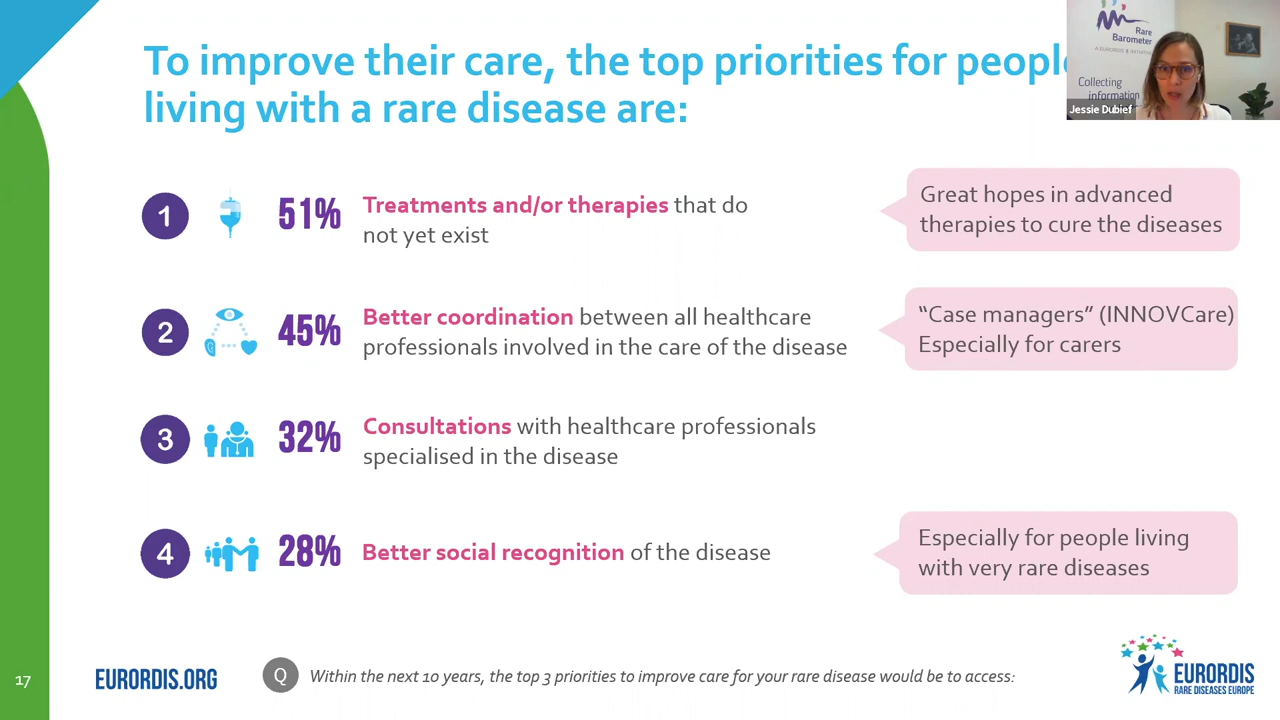 To improve their care, the top priorities for people
living with a rare disease are:
Rare
Barometer
A EURORDIS INITIATIVE
Collecting
information
Jessie Dubief
1
51%
Treatments and/or therapies that do
not yet exist
Great hopes in advanced
therapies to cure the diseases
2
45%
Better coordination between all healthcare
professionals involved in the care of the disease
“Case managers” (INNOVCare)
Especially for carers
3
32%
Consultations with healthcare professionals
specialised in the disease
4
28%
Better social recognition of the disease
Especially for people living
with very rare diseases
17
EURORDIS.ORG
Q
Within the next 10 years, the top 3 priorities to improve care for your rare disease would be to access:
EURORDIS
RARE DISEASES EUROPE